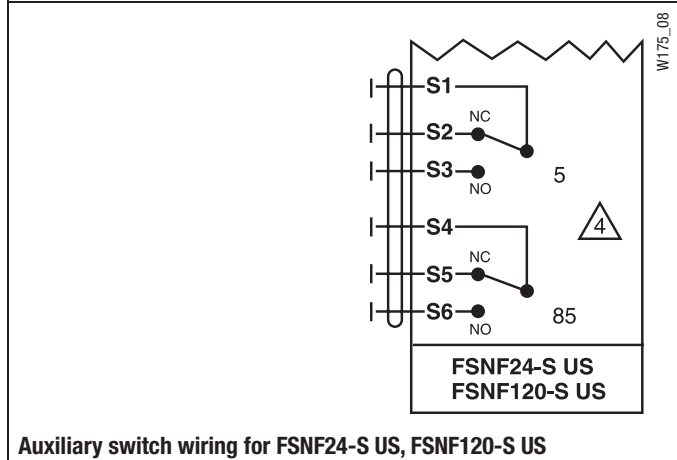 W175_08
S1
NC
S2
S3
NO
5
4
S4
NC
S5
S6
NO
85
FSNF24-S US
FSNF120-S US
Auxiliary switch wiring for FSNF24-S US, FSNF120-S US